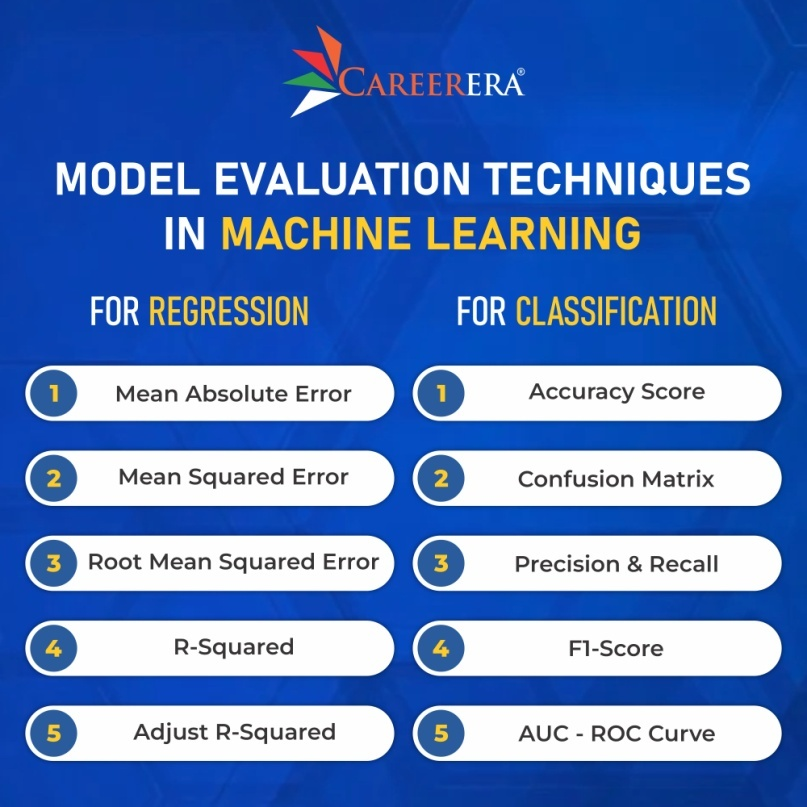 CAREERERA®
MODEL EVALUATION TECHNIQUES
IN MACHINE LEARNING
FOR REGRESSION
1 Mean Absolute Error
2 Mean Squared Error
3 Root Mean Squared Error
4 R-Squared
5 Adjust R-Squared
FOR CLASSIFICATION
1 Accuracy Score
2 Confusion Matrix
3 Precision & Recall
4 F1-Score
5 AUC - ROC Curve